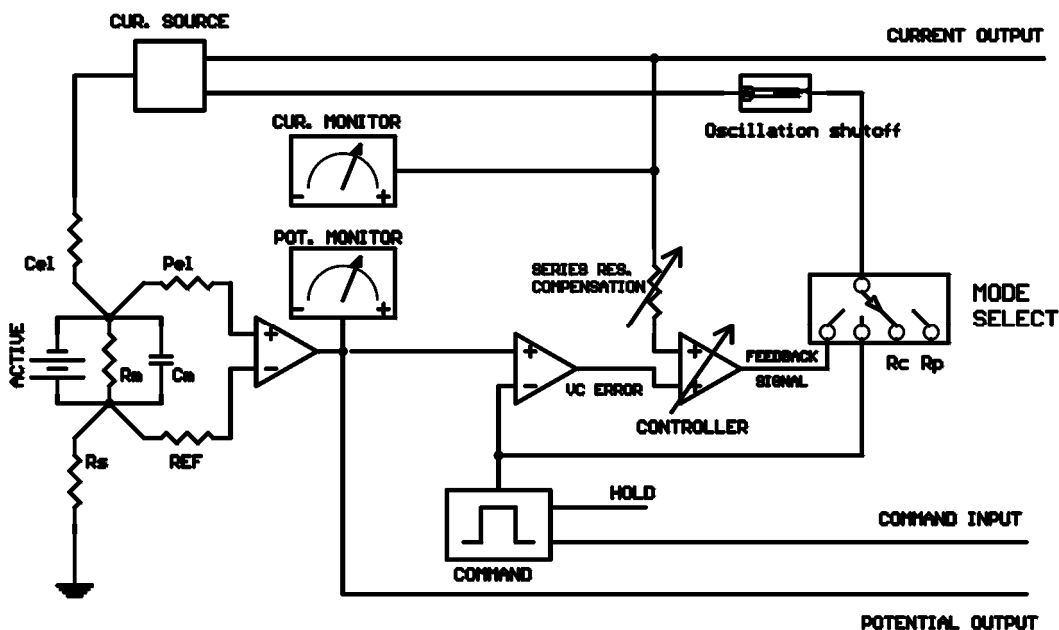 CUR. SOURCE
CURRENT OUTPUT
CUR. MONITOR
Oscillation shutoff
POT. MONITOR
Cel
Pel
SERIES RES.
COMPENSATION
MODE
SELECT
ACTIVE
Rm
Cm
VC ERROR
FEEDBACK
SIGNAL
Rc Rp
CONTROLLER
Rs
REF
HOLD
COMMAND INPUT
COMMAND
POTENTIAL OUTPUT